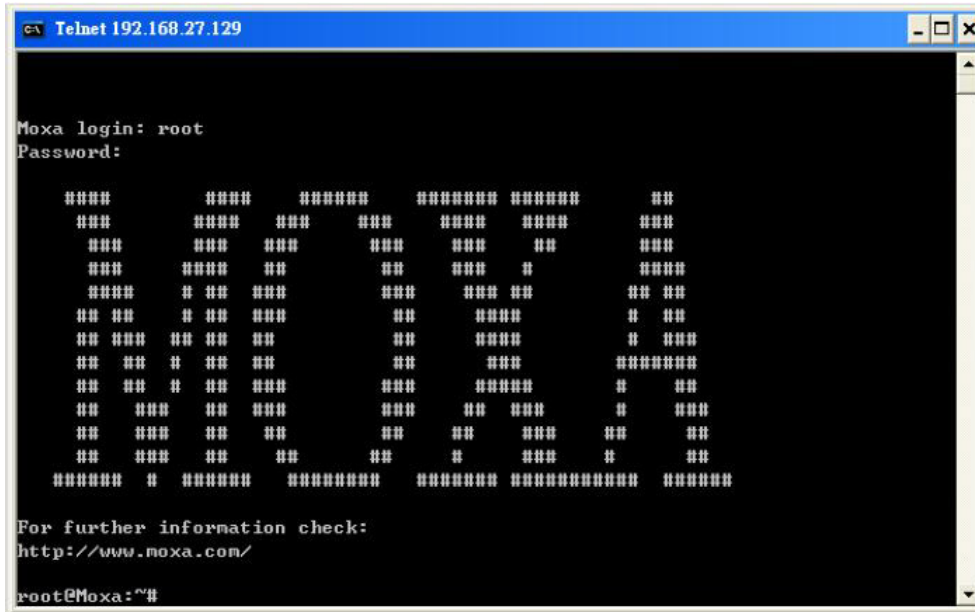 Telnet 192.168.27.129
Moxa login: root
Password:
MOXA
For further information check:
http://www.moxa.com/
root@Moxa:~#